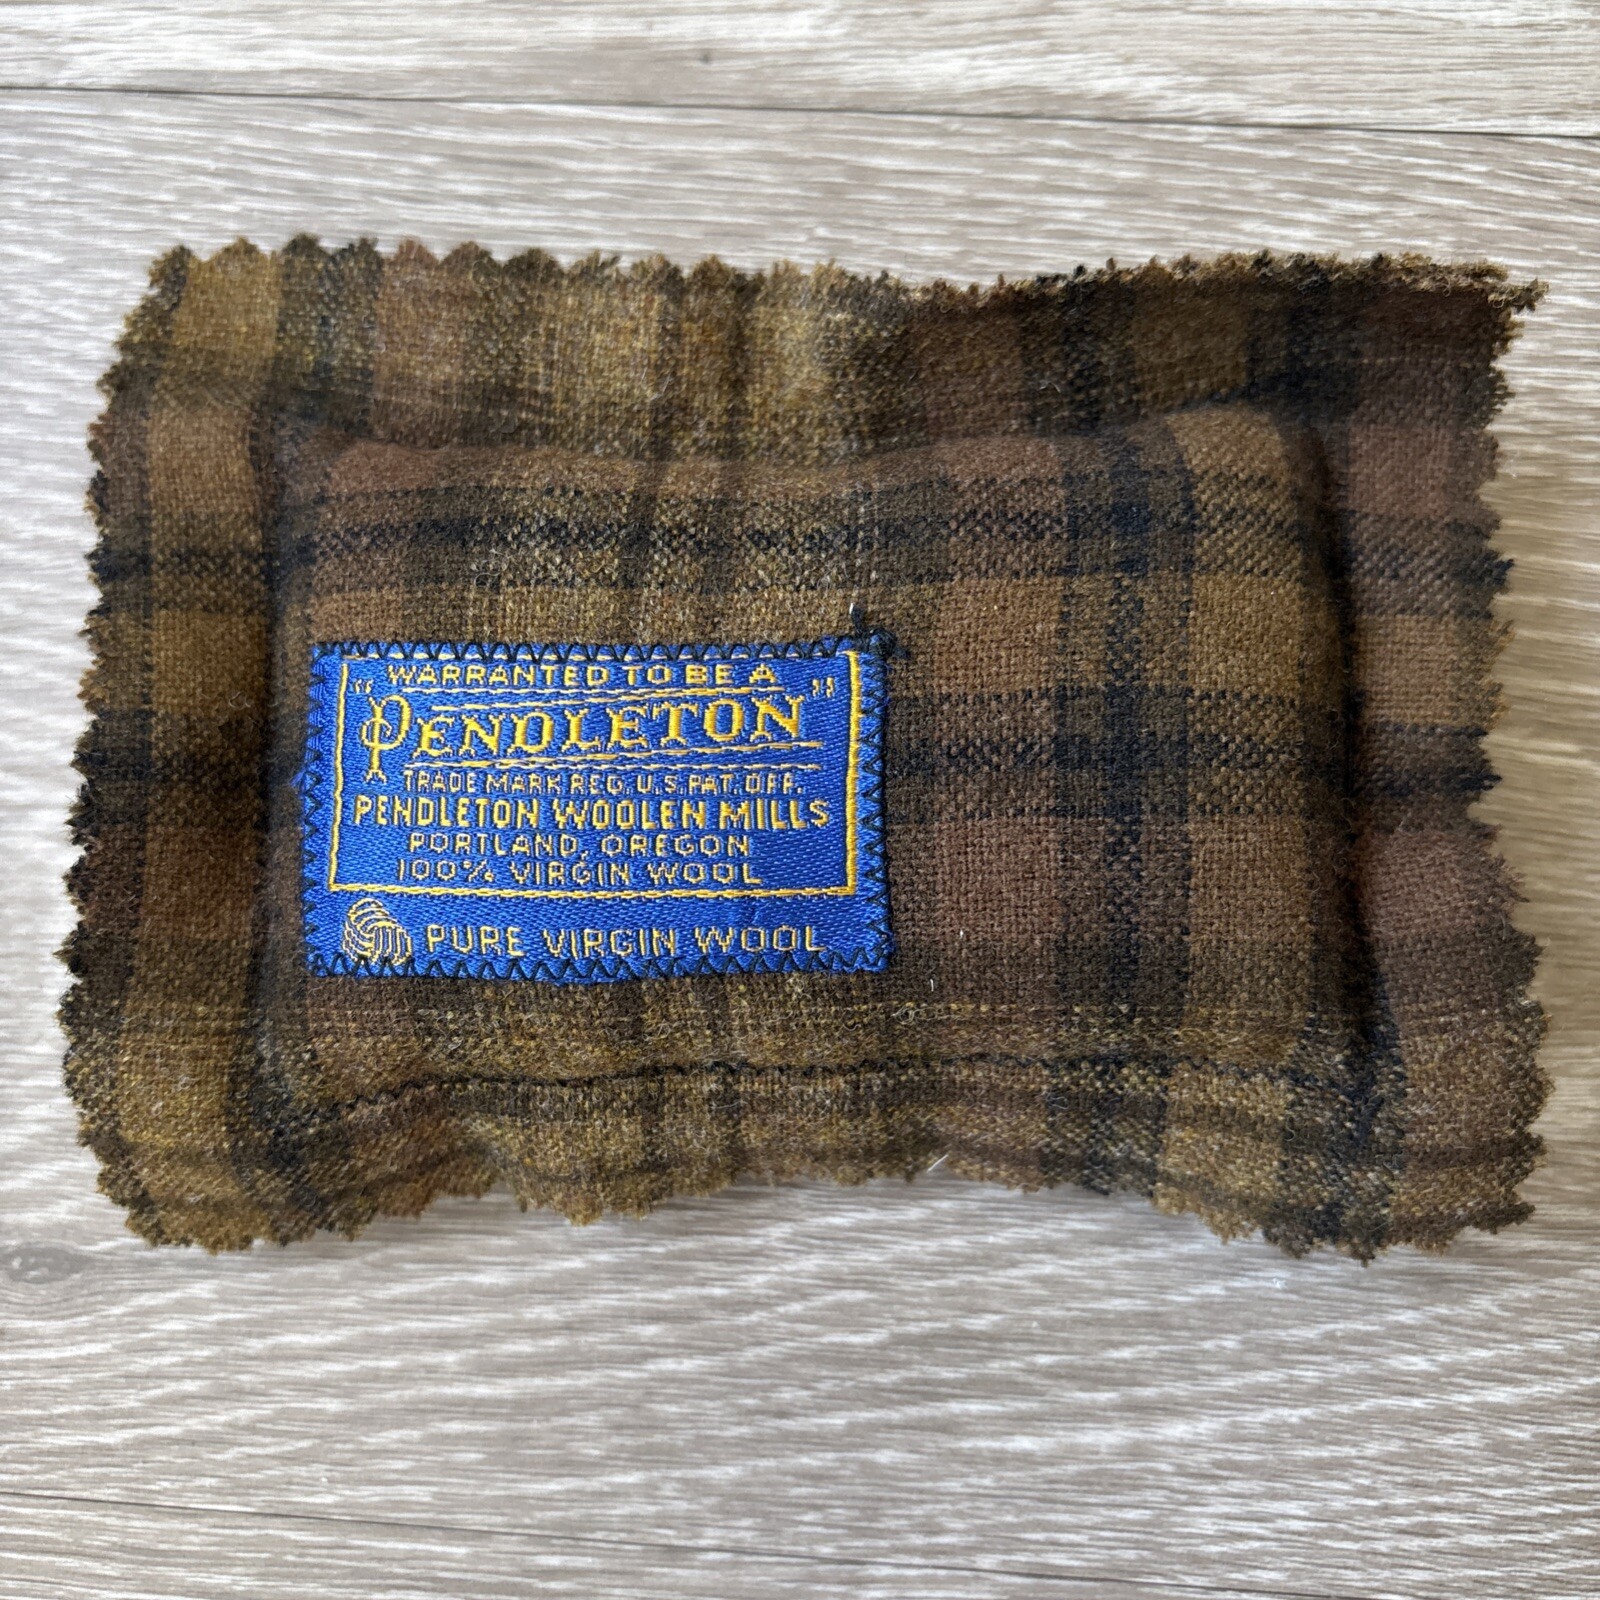 WARRANTED TO BE A
"PENDLETON"
TRADE MARK REG. U.S. PAT. OFF.
PENDLETON WOOLEN MILLS
PORTLAND, OREGON
100% VIRGIN WOOL
PURE VIRGIN WOOL